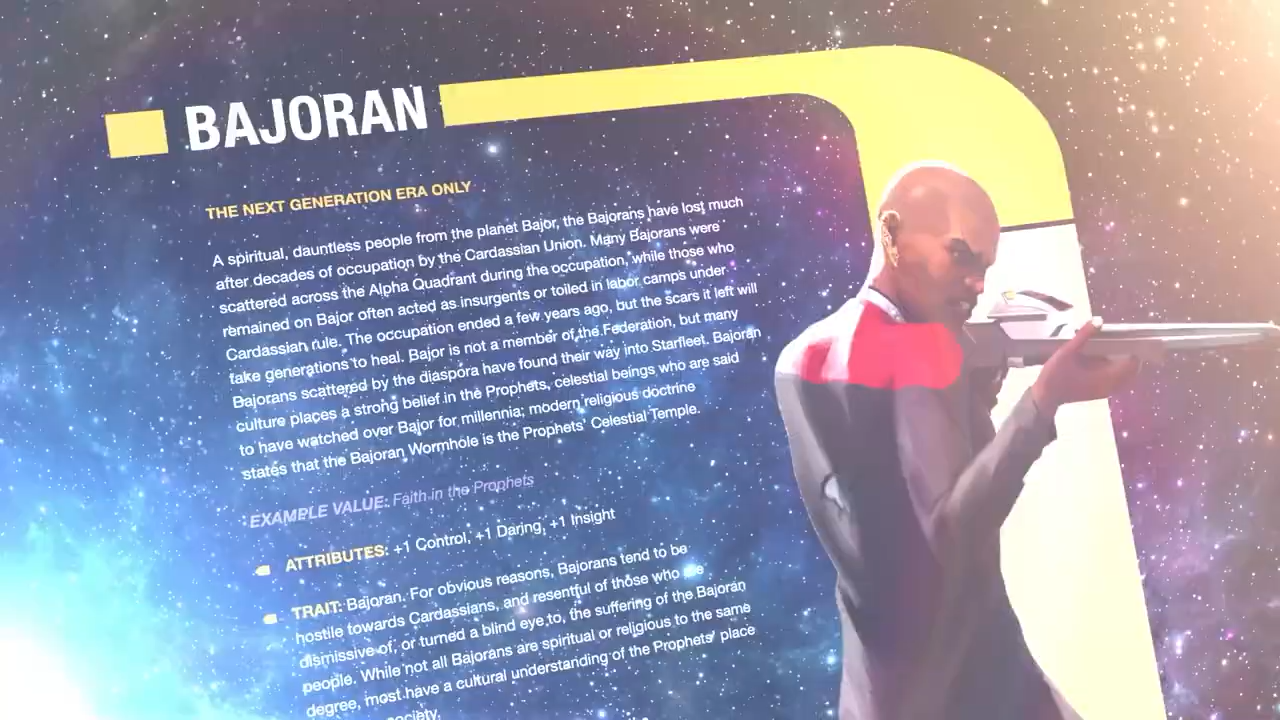 BAJORAN
THE NEXT GENERATION ERA ONLY
A spiritual, dauntless people from the planet Bajor, the Bajorans have lost much
after decades of occupation by the Cardassian Union. Many Bajorans were
scattered across the Alpha Quadrant during the occupation, while those who
remained on Bajor often acted as insurgents or toiled in labor camps under
Cardassian rule. The occupation ended a few years ago, but the scars it left will
take generations to heal. Bajor is not a member of the Federation, but many
Bajorans scattered by the diaspora have found their way into Starfleet. Bajoran
culture places a strong belief in the Prophets, celestial beings who are said
to have watched over Bajor for millennia; modern religious doctrine
states that the Bajoran Wormhole is the Prophets' Celestial Temple.
EXAMPLE VALUE: Faith in the Prophets
ATTRIBUTES: +1 Control, +1 Daring, +1 Insight
TRAIT: Bajoran. For obvious reasons, Bajorans tend to be
hostile towards Cardassians, and resentful of those who are
dismissive of, or turned a blind eye to, the suffering of the Bajoran
people. While not all Bajorans are spiritual or religious to the same
degree, most have a cultural understanding of the Prophets' place
society.